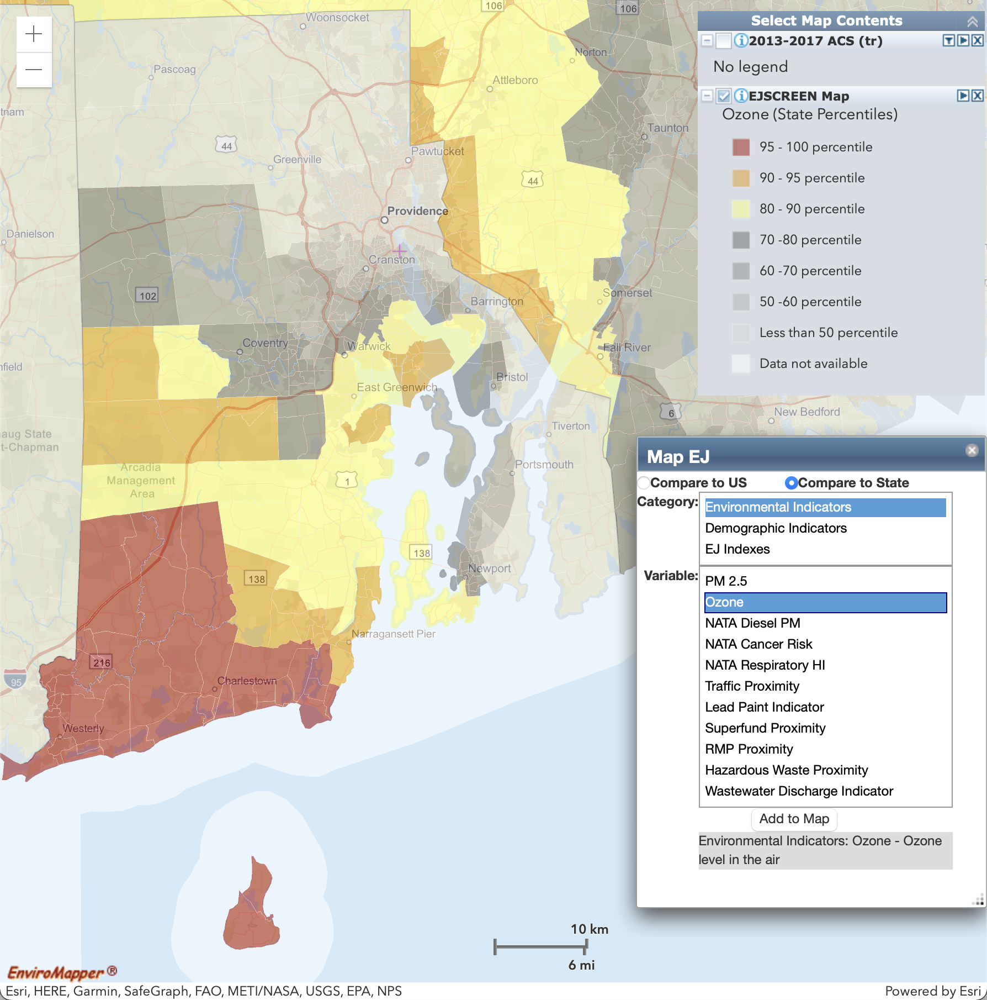 106
106
Woonsocket
Norton
Pascoag
Attleboro
tnam
Taunton
44
Pawtucket
Greenville
44
Providence
Danielson
Cranston
102
Somerset
Barrington
Coventry
Warwick
Fall River
nfield
Bristol
East Greenwich
6
New Bedford
Tiverton
aug State
t-Chapman
Arcadia
Management
Area
Portsmouth
1
138
Newport
138
Narragansett Pier
216
95
Charlestown
Westerly
Select Map Contents
2013-2017 ACS (tr)
No legend
EJSCREEN Map
Ozone (State Percentiles)
95 - 100 percentile
90 - 95 percentile
80 - 90 percentile
70 -80 percentile
60 -70 percentile
50 -60 percentile
Less than 50 percentile
Data not available
Map EJ
Compare to US
Compare to State
Category:
Environmental Indicators
Demographic Indicators
EJ Indexes
Variable:
PM 2.5
Ozone
NATA Diesel PM
NATA Cancer Risk
NATA Respiratory HI
Traffic Proximity
Lead Paint Indicator
Superfund Proximity
RMP Proximity
Hazardous Waste Proximity
Wastewater Discharge Indicator
Add to Map
Environmental Indicators: Ozone - Ozone
level in the air
10 km
6 mi
EnviroMapper ®
Esri, HERE, Garmin, SafeGraph, FAO, METI/NASA, USGS, EPA, NPS
Powered by Esri